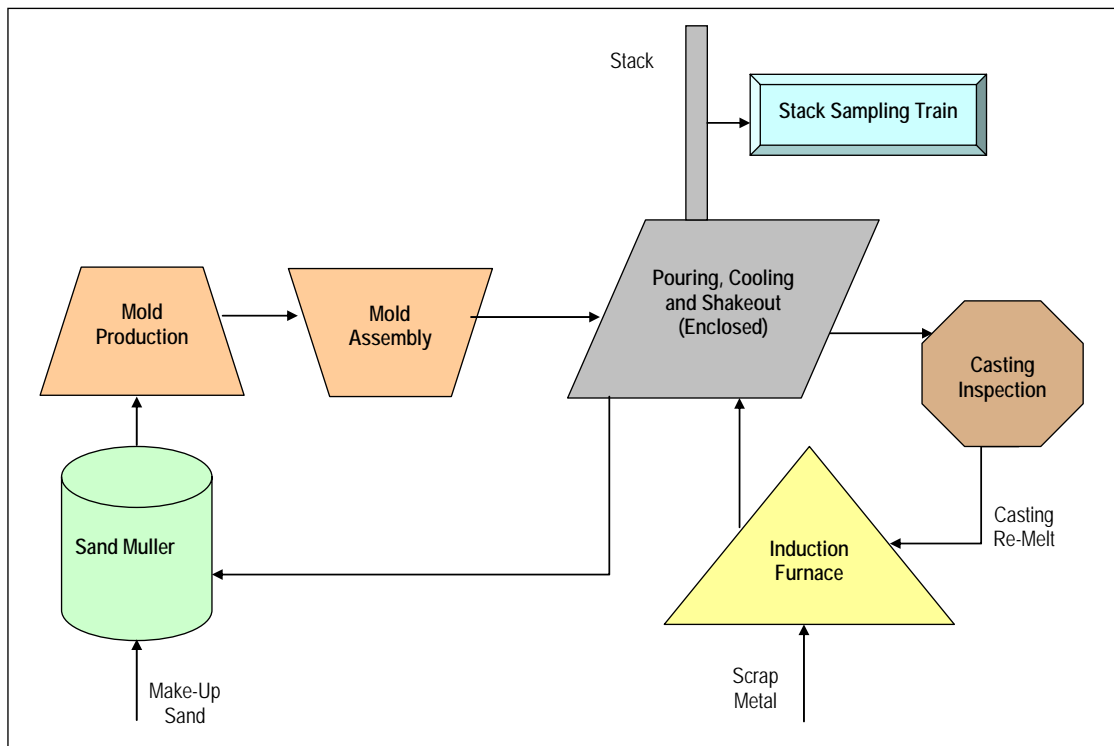 Stack
Stack Sampling Train
Pouring, Cooling
and Shakeout
(Enclosed)
Mold
Production
Mold
Assembly
Casting
Inspection
Sand Muller
Induction
Furnace
Casting
Re-Melt
Make-Up
Sand
Scrap
Metal